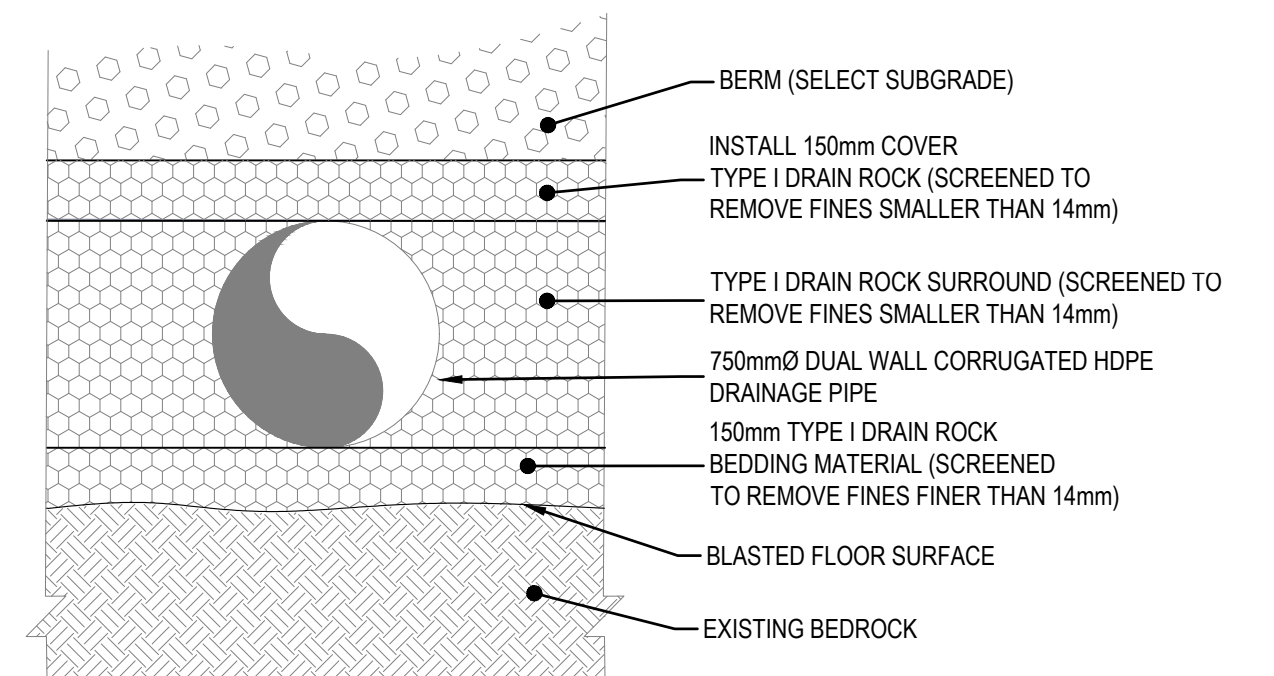 BERM (SELECT SUBGRADE)
INSTALL 150mm COVER
TYPE I DRAIN ROCK (SCREENED TO
REMOVE FINES SMALLER THAN 14mm)
TYPE I DRAIN ROCK SURROUND (SCREENED TO
REMOVE FINES SMALLER THAN 14mm)
750mmØ DUAL WALL CORRUGATED HDPE
DRAINAGE PIPE
150mm TYPE I DRAIN ROCK
BEDDING MATERIAL (SCREENED
TO REMOVE FINES FINER THAN 14mm)
BLASTED FLOOR SURFACE
EXISTING BEDROCK